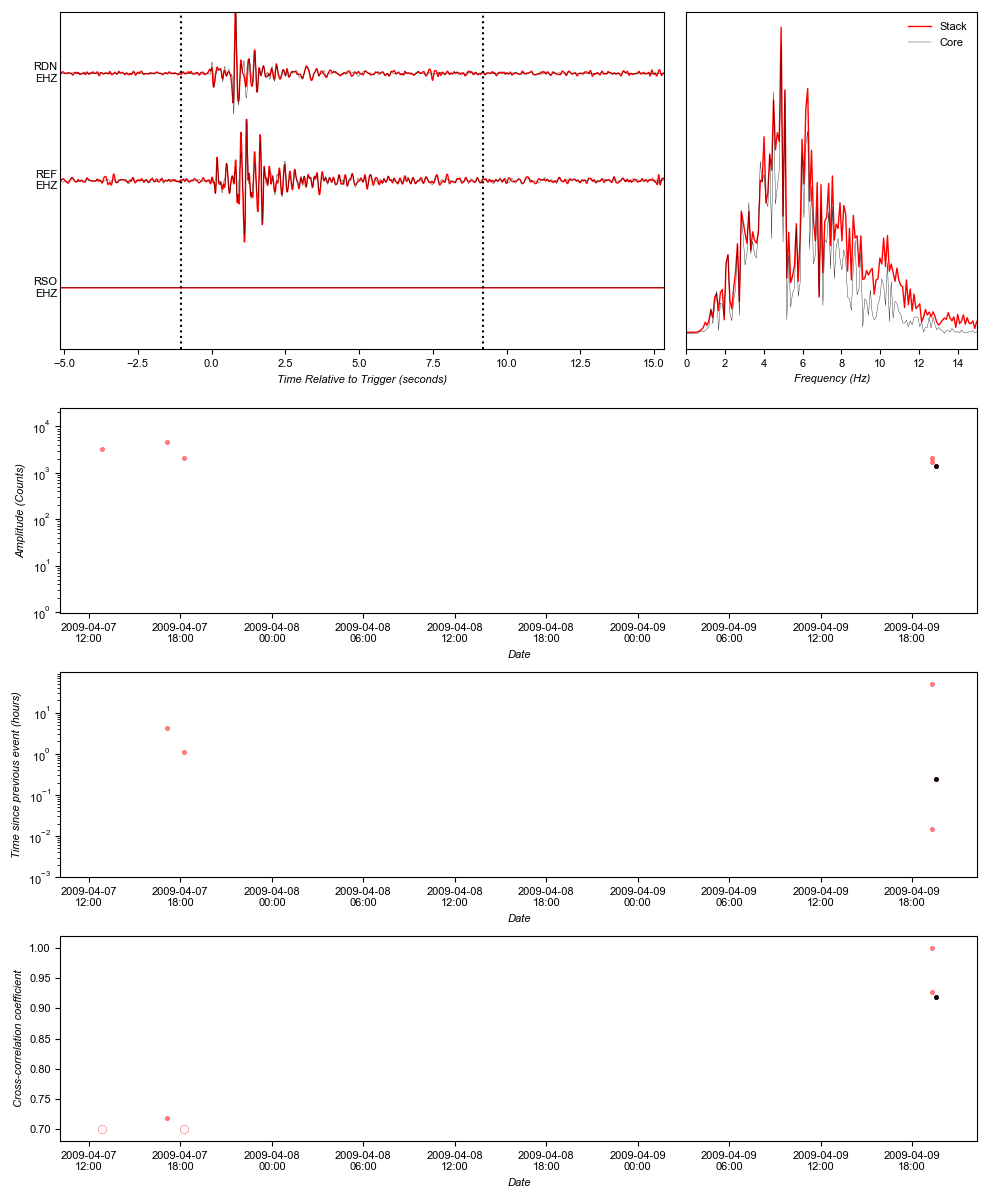 RDN
EHZ
REF
EHZ
RSO
EHZ
−5.0 −2.5 0.0 2.5 5.0 7.5 10.0 12.5 15.0
Time Relative to Trigger (seconds)
Stack
Core
0 2 4 6 8 10 12 14
Frequency (Hz)
10^4
10^3
10^2
10^1
10^0
Amplitude (Counts)
2009-04-07 2009-04-07 2009-04-08 2009-04-08 2009-04-08 2009-04-08 2009-04-09 2009-04-09 2009-04-09 2009-04-09
12:00 18:00 00:00 06:00 12:00 18:00 00:00 06:00 12:00 18:00
Date
10^1
10^0
10^−1
10^−2
10^−3
Time since previous event (hours)
2009-04-07 2009-04-07 2009-04-08 2009-04-08 2009-04-08 2009-04-08 2009-04-09 2009-04-09 2009-04-09 2009-04-09
12:00 18:00 00:00 06:00 12:00 18:00 00:00 06:00 12:00 18:00
Date
1.00
0.95
0.90
0.85
0.80
0.75
0.70
Cross-correlation coefficient
2009-04-07 2009-04-07 2009-04-08 2009-04-08 2009-04-08 2009-04-08 2009-04-09 2009-04-09 2009-04-09 2009-04-09
12:00 18:00 00:00 06:00 12:00 18:00 00:00 06:00 12:00 18:00
Date